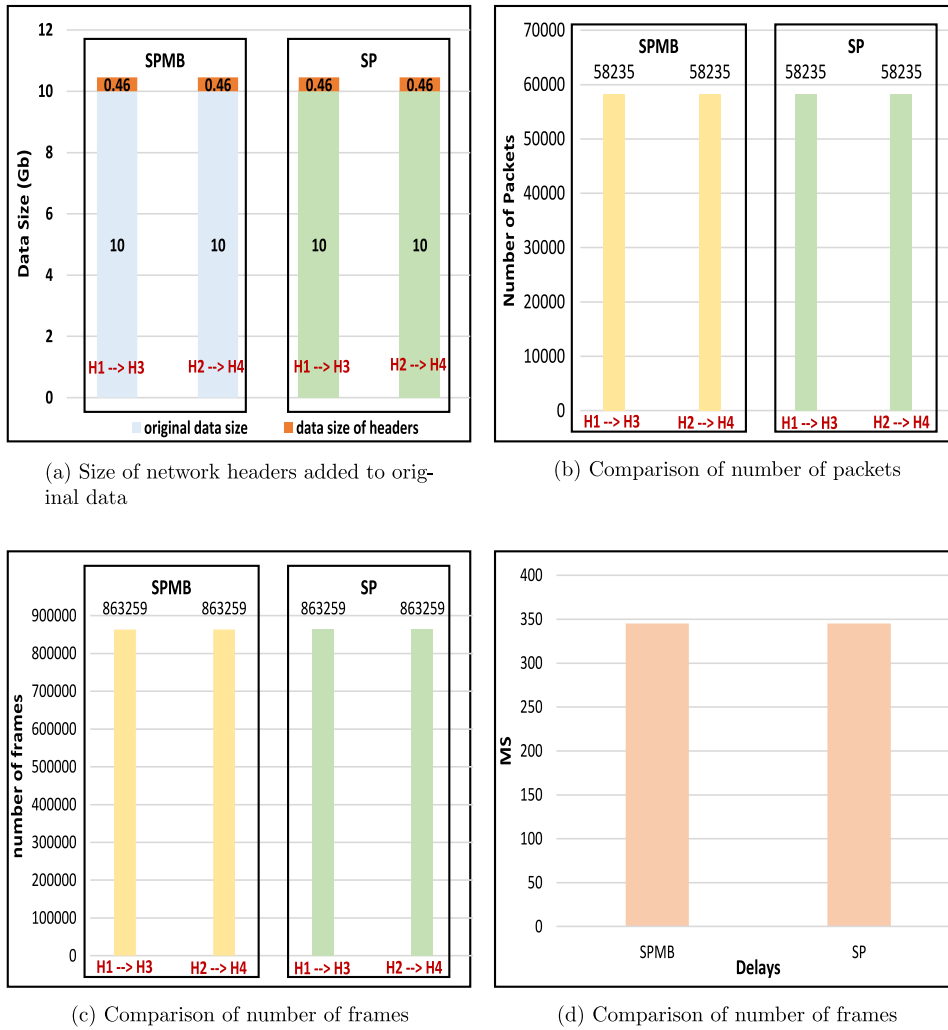 12
10
8
6
4
2
0
Data Size (Gb)
SPMB
SP
0.46
0.46
0.46
0.46
10
10
10
10
H1 --> H3
H2 --> H4
H1 --> H3
H2 --> H4
original data size
data size of headers
(a) Size of network headers added to orig-
inal data
70000
60000
50000
40000
30000
20000
10000
0
Number of Packets
SPMB
SP
58235
58235
58235
58235
H1 --> H3
H2 --> H4
H1 --> H3
H2 --> H4
(b) Comparison of number of packets
900000
800000
700000
600000
500000
400000
300000
200000
100000
0
number of frames
SPMB
SP
863259
863259
863259
863259
H1 --> H3
H2 --> H4
H1 --> H3
H2 --> H4
(c) Comparison of number of frames
400
350
300
250
200
150
100
50
0
MS
SPMB
SP
Delays
(d) Comparison of number of frames